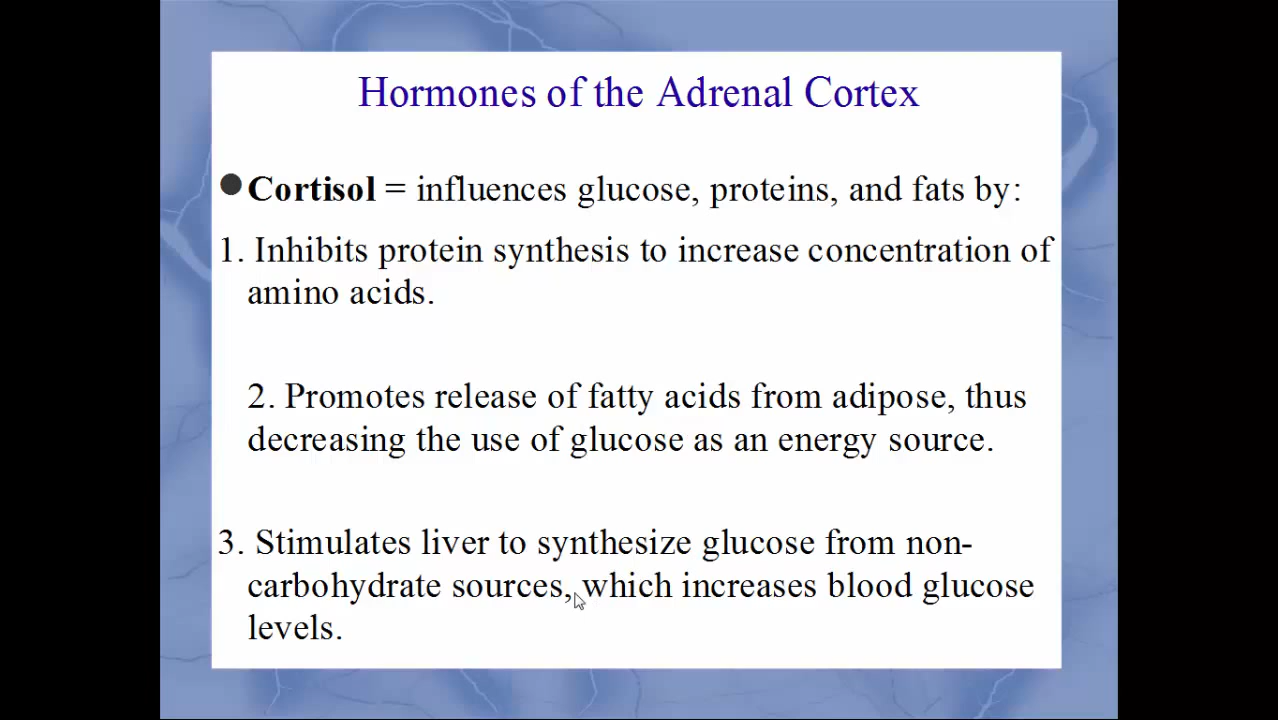 Hormones of the Adrenal Cortex
Cortisol = influences glucose, proteins, and fats by:
1. Inhibits protein synthesis to increase concentration of
amino acids.
2. Promotes release of fatty acids from adipose, thus
decreasing the use of glucose as an energy source.
3. Stimulates liver to synthesize glucose from non-
carbohydrate sources, which increases blood glucose
levels.